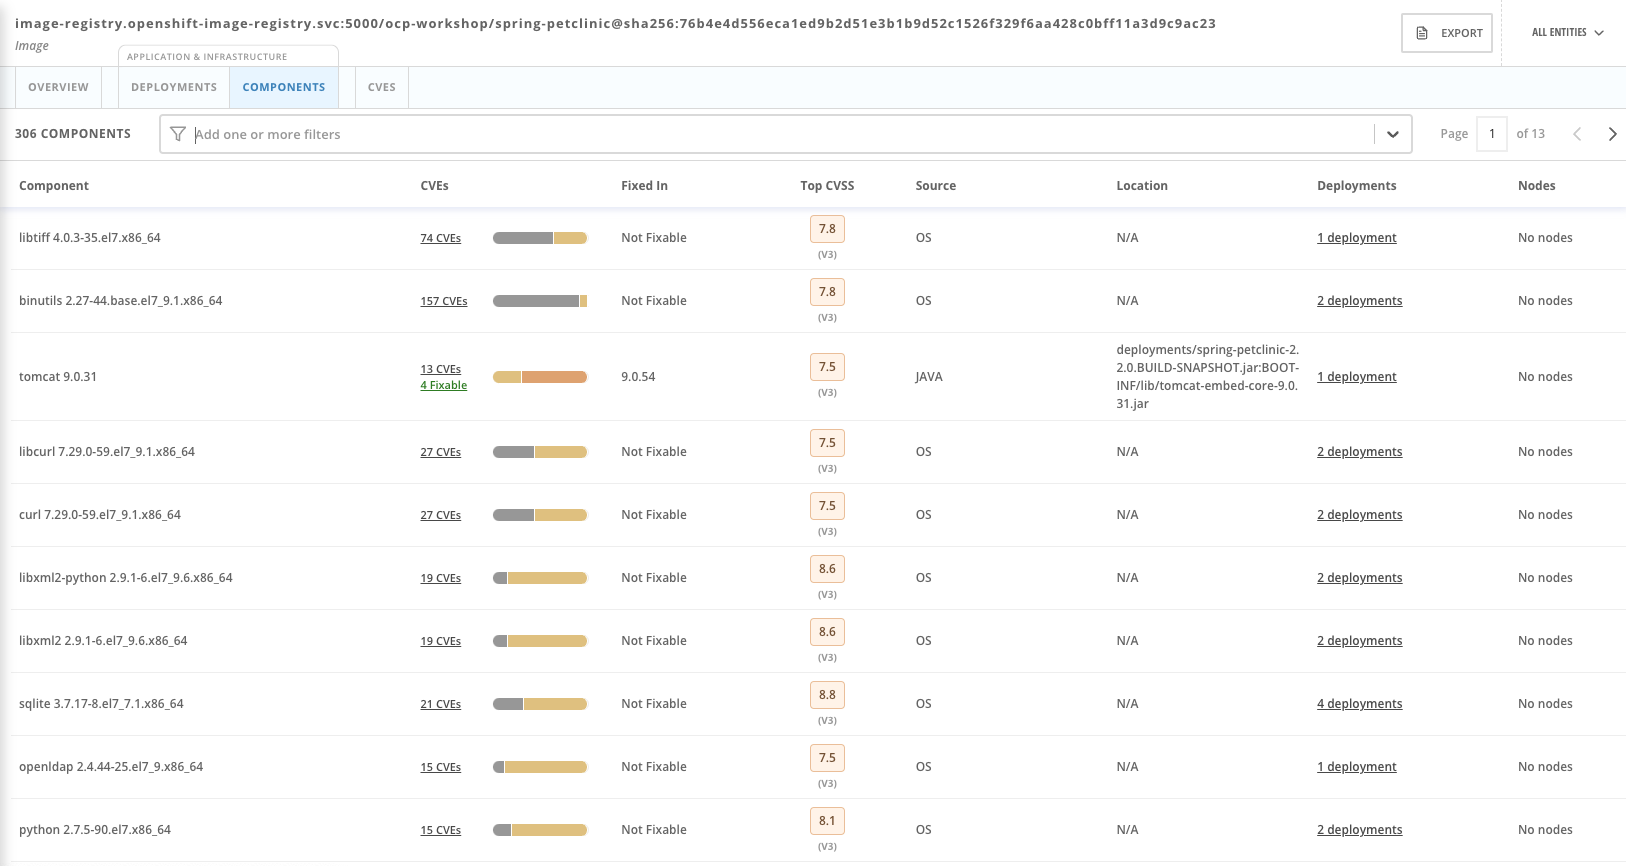 image-registry.openshift-image-registry.svc:5000/ocp-workshop/spring-petclinic@sha256:76b4e4d556eca1ed9b2d51e3b1b9d52c1526f329f6aa428c0bff11a3d9c9ac23
Image
EXPORT
ALL ENTITIES
APPLICATION & INFRASTRUCTURE
OVERVIEW DEPLOYMENTS COMPONENTS CVES
306 COMPONENTS Add one or more filters Page 1 of 13
Component CVEs Fixed In Top CVSS Source Location Deployments Nodes
libtiff 4.0.3-35.el7.x86_64 74 CVEs Not Fixable 7.8 (V3) OS N/A 1 deployment No nodes
binutils 2.27-44.base.el7_9.1.x86_64 157 CVEs Not Fixable 7.8 (V3) OS N/A 2 deployments No nodes
tomcat 9.0.31 13 CVEs 4 Fixable 9.0.54 7.5 (V3) JAVA deployments/spring-petclinic-2.
2.0.BUILD-SNAPSHOT.jar:BOOT-
INF/lib/tomcat-embed-core-9.0.
31.jar 1 deployment No nodes
libcurl 7.29.0-59.el7_9.1.x86_64 27 CVEs Not Fixable 7.5 (V3) OS N/A 2 deployments No nodes
curl 7.29.0-59.el7_9.1.x86_64 27 CVEs Not Fixable 7.5 (V3) OS N/A 2 deployments No nodes
libxml2-python 2.9.1-6.el7_9.6.x86_64 19 CVEs Not Fixable 8.6 (V3) OS N/A 2 deployments No nodes
libxml2 2.9.1-6.el7_9.6.x86_64 19 CVEs Not Fixable 8.6 (V3) OS N/A 2 deployments No nodes
sqlite 3.7.17-8.el7_7.1.x86_64 21 CVEs Not Fixable 8.8 (V3) OS N/A 4 deployments No nodes
openldap 2.4.44-25.el7_9.x86_64 15 CVEs Not Fixable 7.5 (V3) OS N/A 1 deployment No nodes
python 2.7.5-90.el7.x86_64 15 CVEs Not Fixable 8.1 (V3) OS N/A 2 deployments No nodes